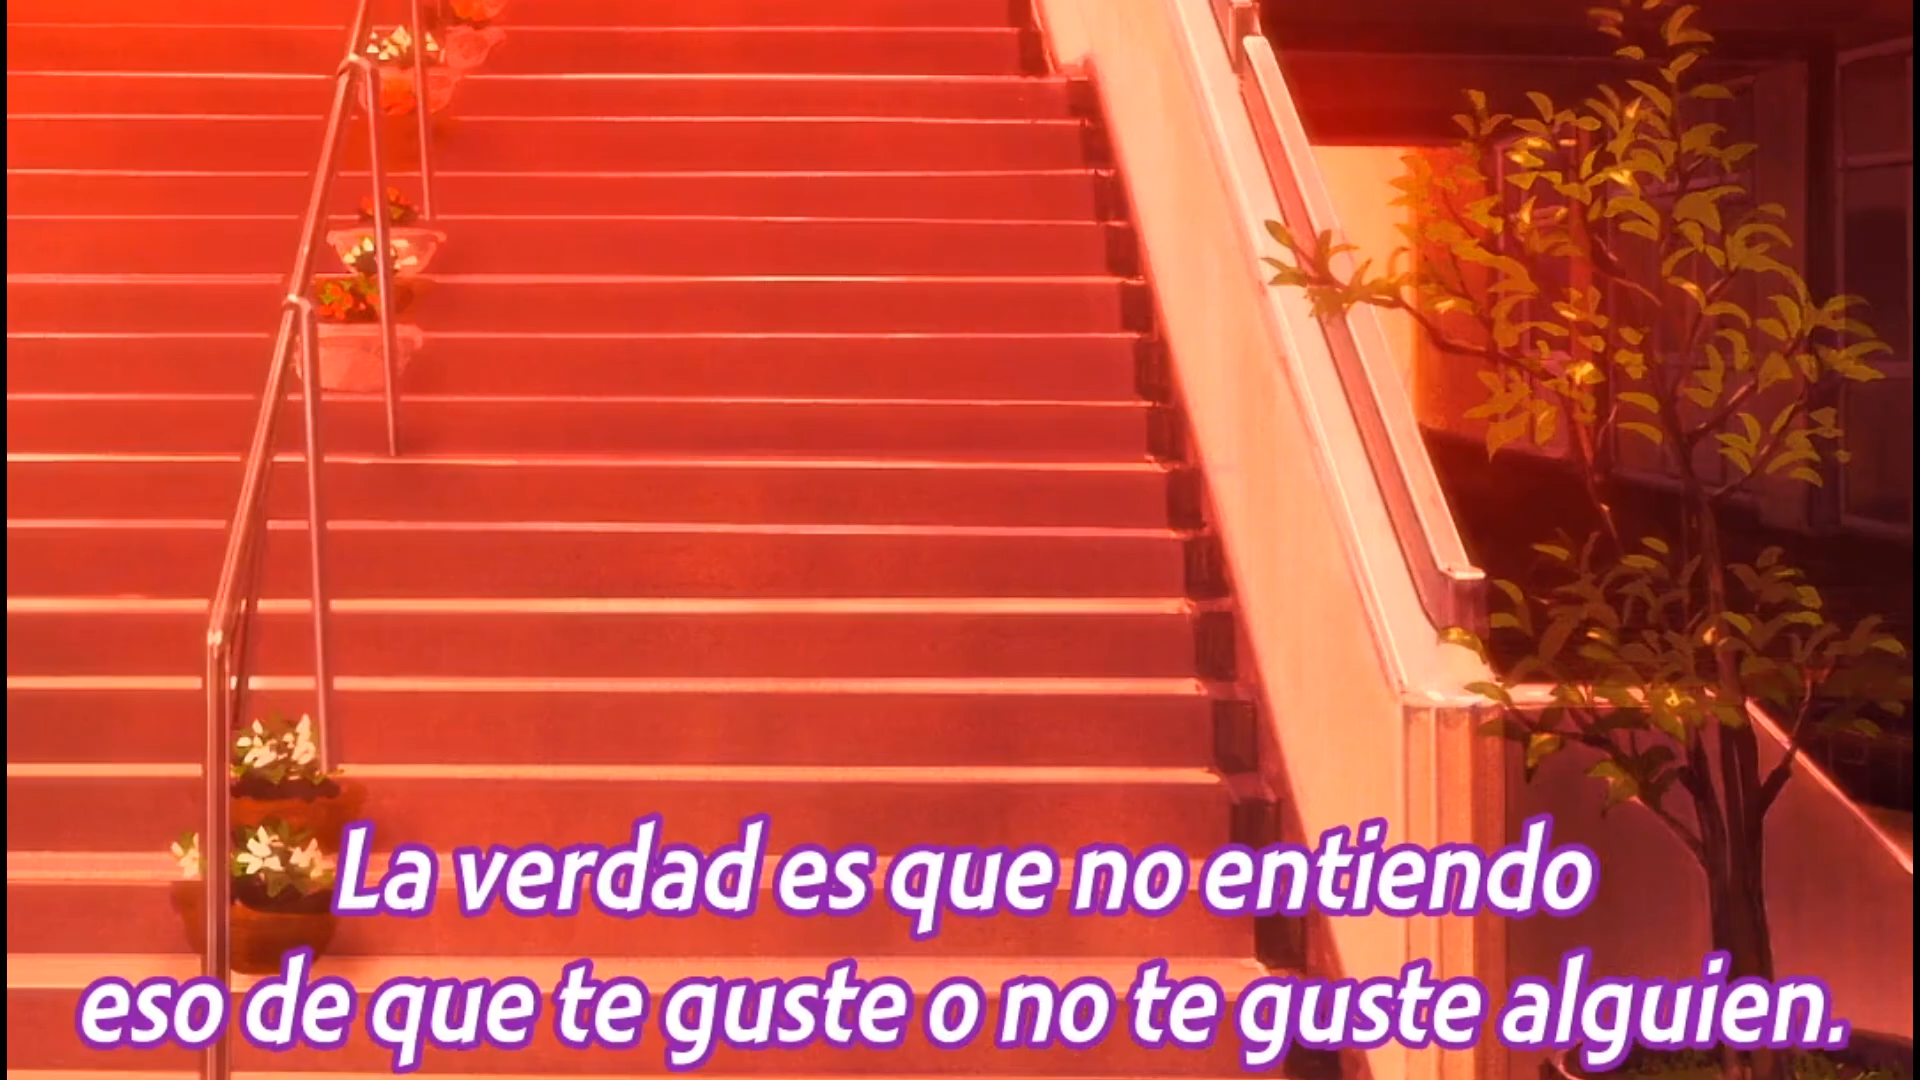 La verdad es que no entiendo
eso de que te guste o no te guste alguien.